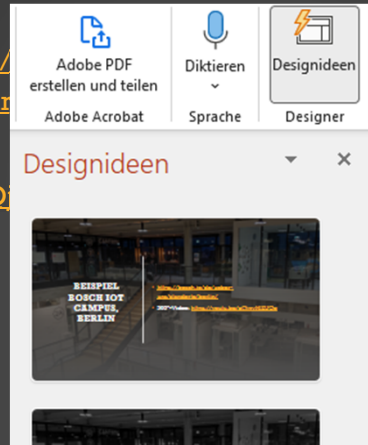 Adobe PDF
erstellen und teilen
Diktieren
Designideen
Adobe Acrobat
Sprache
Designer
Designideen
BEISPIEL
BOSCH IOT
CAMPUS,
BERLIN